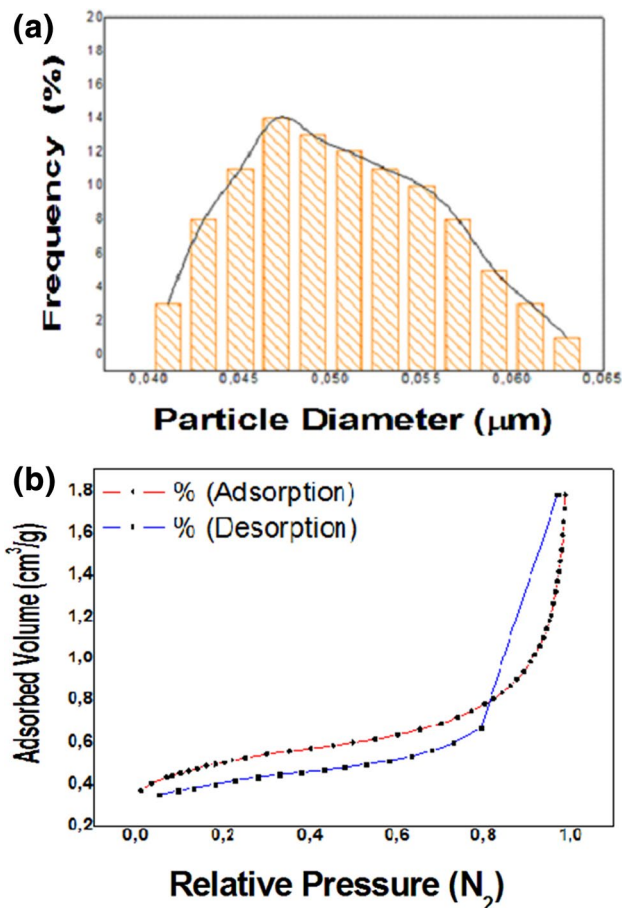 (a)
20
18
16
14
12
10
8
6
4
2
0
Frequency (%)
0,040 0,045 0,050 0,055 0,060 0,065
Particle Diameter (μm)
(b)
1.8
1,6
1,4
1,2
1,0
0,8
0,6
0,4
0,2
% (Adsorption)
% (Desorption)
Adsorbed Volume (cm³/g)
0,0 0,2 0,4 0,6 0,8 1,0
Relative Pressure (N₂)